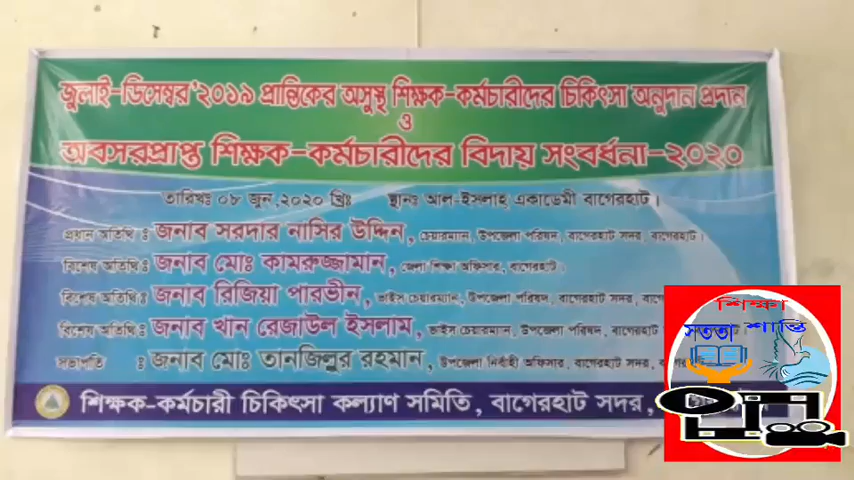 জুলাই-ডিসেম্বর'২০১৯ প্রান্তিকের অসুস্থ শিক্ষক-কর্মচারীদের চিকিৎসা অনুদান প্রদান
ও
অবসরপ্রাপ্ত শিক্ষক-কর্মচারীদের বিদায় সংবর্ধনা-২০২০
তারিখঃ ০৮ জুন,২০২০ খ্রিঃ স্থানঃ আল-ইসলাহ্ একাডেমী বাগেরহাট।
প্রধান অতিথি ঃ জনাব সরদার নাসির উদ্দিন, চেয়ারম্যান, উপজেলা পরিষদ, বাগেরহাট সদর, বাগেরহাট।
বিশেষ অতিথি ঃ জনাব মোঃ কামরুজ্জামান, জেলা শিক্ষা অফিসার, বাগেরহাট।
বিশেষ অতিথি ঃ জনাব রিজিয়া পারভীন, ভাইস চেয়ারম্যান, উপজেলা পরিষদ, বাগেরহাট সদর,
বিশেষ অতিথি ঃ জনাব খান রেজাউল ইসলাম, ভাইস চেয়ারম্যান, উপজেলা পরিষদ, বাগেরহাট সদর,
সভাপতি ঃ জনাব মোঃ তানজিল্লুর রহমান, উপজেলা নির্বাহী অফিসার, বাগেরহাট সদর,
শিক্ষক-কর্মচারী চিকিৎসা কল্যাণ সমিতি, বাগেরহাট সদর,
শিক্ষা
সততা শান্তি